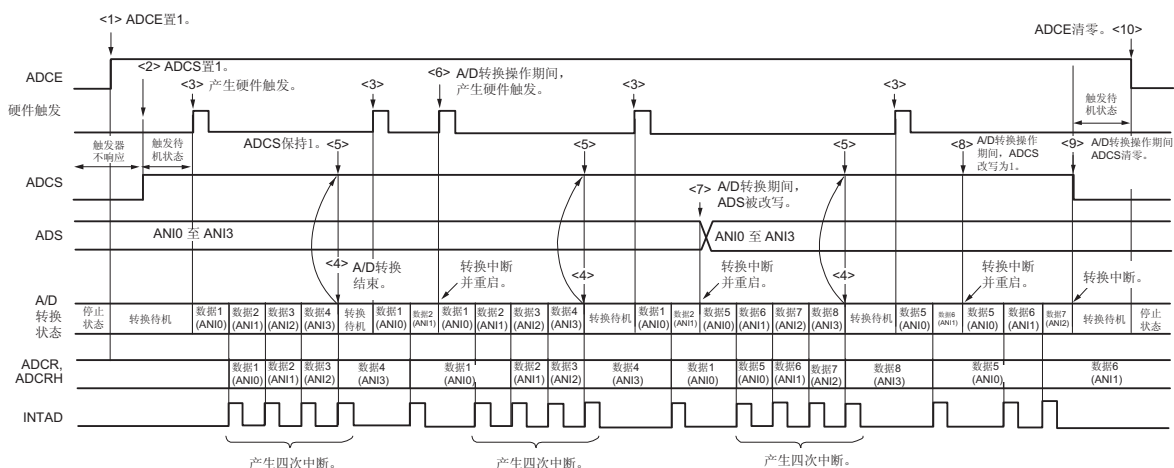 <1> ADCE置1。
ADCE清零。<10>
<2> ADCS置1。
ADCE
<3> 产生硬件触发。
<3>
<6> A/D转换操作期间，
产生硬件触发。
<3>
<3>
触发待
机状态
硬件触发
触发器
不响应
触发待
机状态
ADCS保持1。<5>
<5>
<5>
<8> A/D转换操作
期间，ADCS
改写为1。
<9> A/D转换操作期间
ADCS清零。
ADCS
<7> A/D转换期间，
ADS被改写。
ADS
ANI0 至 ANI3
ANI0 至 ANI3
<4> A/D转换
结束。
转换中断
并重启。
<4>
转换中断
并重启。
<4>
转换中断
并重启。
转换中断。
A/D
转换
状态
停止
状态
转换待机
数据1
(ANI0)
数据2
(ANI1)
数据3
(ANI2)
数据4
(ANI3)
转换
待机
数据1
(ANI0)
数据2
(ANI1)
数据1
(ANI0)
数据2
(ANI1)
数据3
(ANI2)
数据4
(ANI3)
转换待机
数据1
(ANI0)
数据2
(ANI1)
数据5
(ANI0)
数据6
(ANI1)
数据7
(ANI2)
数据8
(ANI3)
转换待机
数据5
(ANI0)
数据6
(ANI1)
数据5
(ANI0)
数据6
(ANI1)
数据7
(ANI2)
转换待机
停止
状态
ADCR,
ADCRH
数据1
(ANI0)
数据2
(ANI1)
数据3
(ANI2)
数据4
(ANI3)
数据1
(ANI0)
数据2
(ANI1)
数据3
(ANI2)
数据4
(ANI3)
数据1
(ANI0)
数据5
(ANI0)
数据6
(ANI1)
数据7
(ANI2)
数据8
(ANI3)
数据5
(ANI0)
数据6
(ANI1)
INTAD
产生四次中断。
产生四次中断。
产生四次中断。